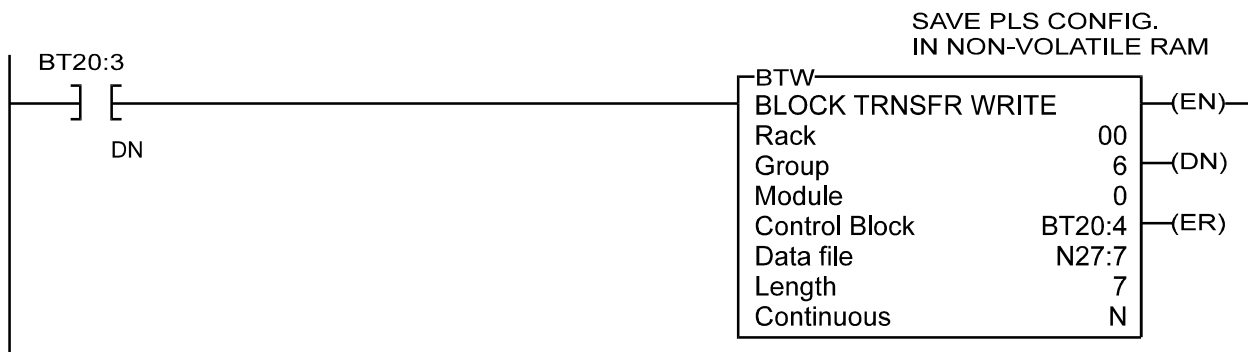 SAVE PLS CONFIG.
IN NON-VOLATILE RAM
BT20:3
DN
BTW
BLOCK TRNSFR WRITE (EN)
Rack 00
Group 6 (DN)
Module 0
Control Block BT20:4 (ER)
Data file N27:7
Length 7
Continuous N